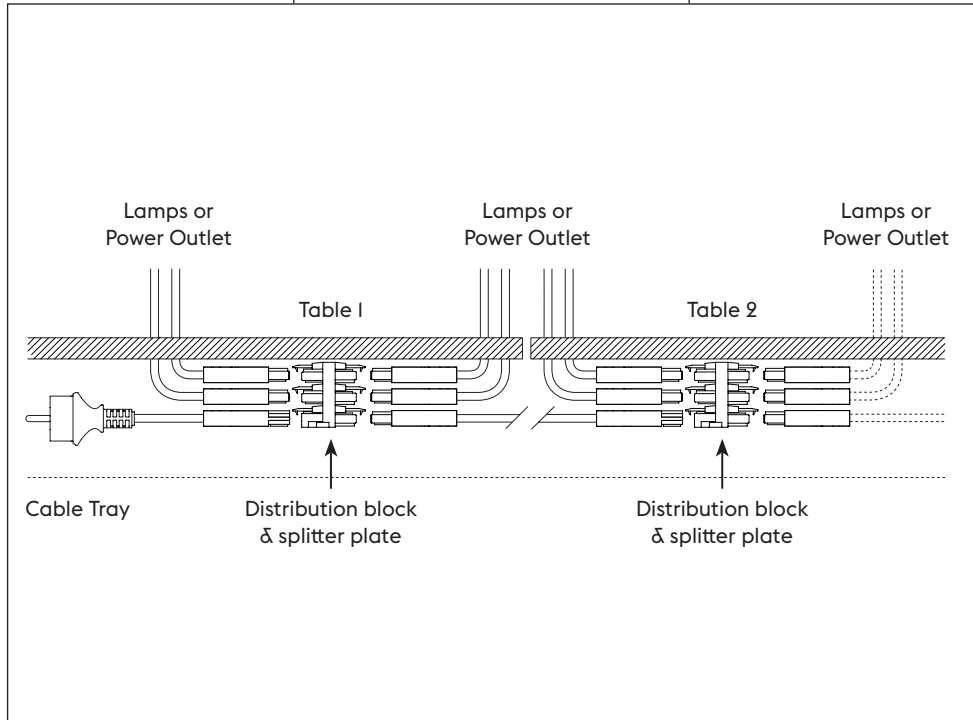 Lamps or
Power Outlet
Lamps or
Power Outlet
Lamps or
Power Outlet
Table 1
Table 2
Cable Tray
Distribution block
& splitter plate
Distribution block
& splitter plate